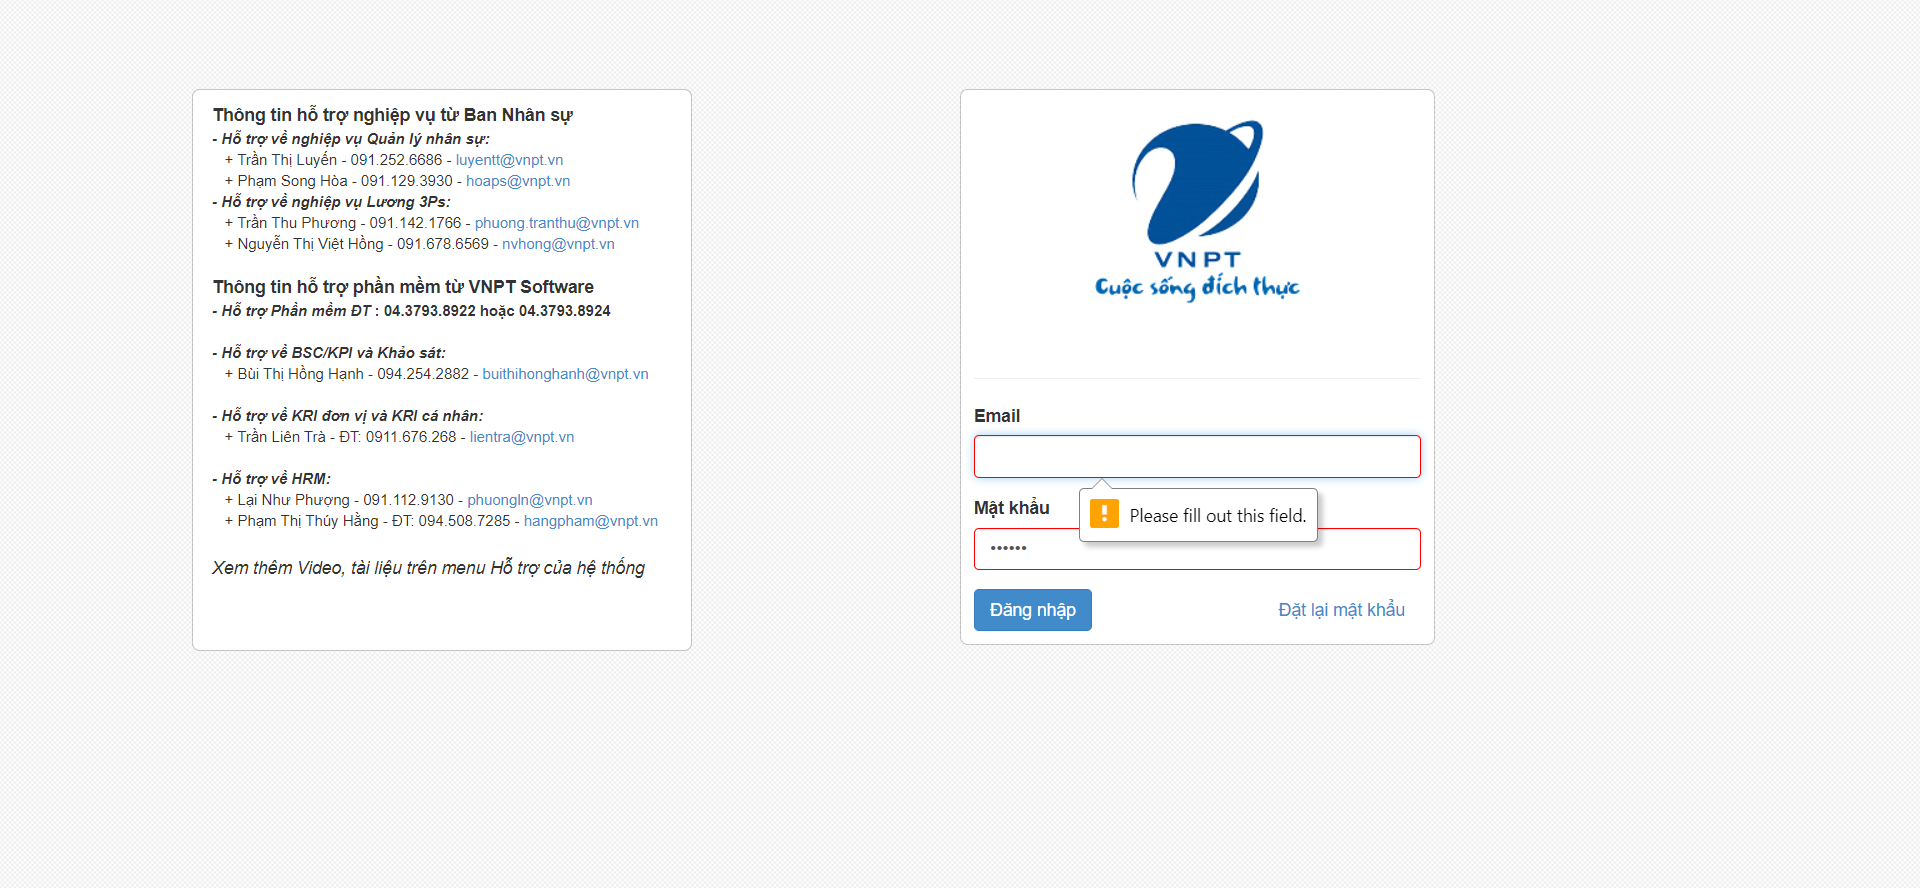 Thông tin hỗ trợ nghiệp vụ từ Ban Nhân sự
- Hỗ trợ về nghiệp vụ Quản lý nhân sự:
+ Trần Thị Luyến - 091.252.6686 - luyentt@vnpt.vn
+ Phạm Song Hòa - 091.129.3930 - hoaps@vnpt.vn
- Hỗ trợ về nghiệp vụ Lương 3Ps:
+ Trần Thu Phương - 091.142.1766 - phuong.tranthu@vnpt.vn
+ Nguyễn Thị Việt Hồng - 091.678.6569 - nvhong@vnpt.vn
Thông tin hỗ trợ phần mềm từ VNPT Software
- Hỗ trợ Phần mềm ĐT : 04.3793.8922 hoặc 04.3793.8924
- Hỗ trợ về BSC/KPI và Khảo sát:
+ Bùi Thị Hồng Hạnh - 094.254.2882 - buithihonghanh@vnpt.vn
- Hỗ trợ về KRI đơn vị và KRI cá nhân:
+ Trần Liên Trà - ĐT: 0911.676.268 - lientra@vnpt.vn
- Hỗ trợ về HRM:
+ Lại Như Phượng - 091.112.9130 - phuongln@vnpt.vn
+ Phạm Thị Thúy Hằng - ĐT: 094.508.7285 - hangpham@vnpt.vn
Xem thêm Video, tài liệu trên menu Hỗ trợ của hệ thống
VNPT
Cuộc sống đích thực
Email
Mật khẩu
Please fill out this field.
••••••
Đăng nhập
Đặt lại mật khẩu